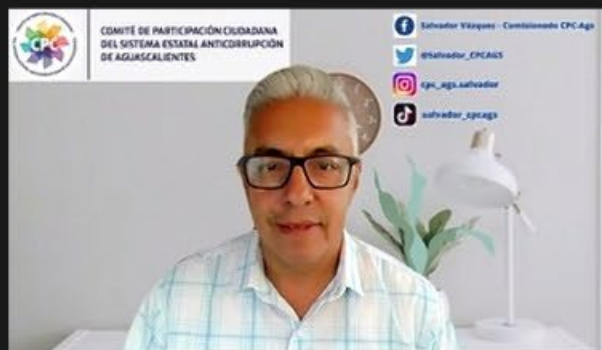 CPC
COMITÉ DE PARTICIPACIÓN CIUDADANA
DEL SISTEMA ESTATAL ANTICORRUPCIÓN
DE AGUASCALIENTES
Salvador Vázquez - Comisionado CPC-Ags
@Salvador_CPCAGS
cpc_ags.salvador
salvador_cpcags